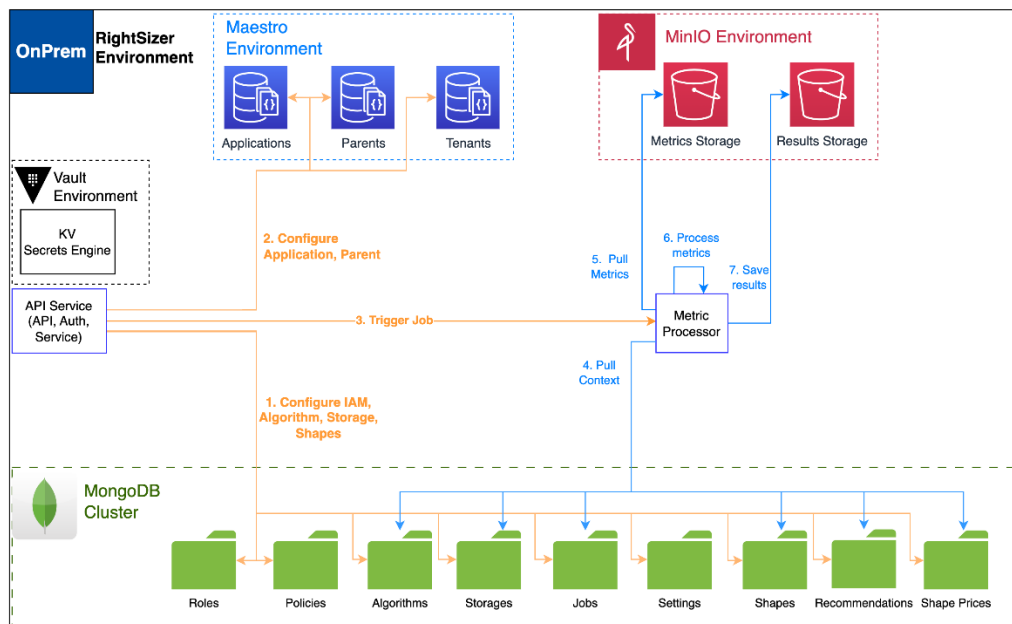 OnPrem
RightSizer
Environment
Maestro
Environment
Applications
Parents
Tenants
MinIO Environment
Metrics Storage
Results Storage
Vault
Environment
KV
Secrets Engine
API Service
(API, Auth,
Service)
2. Configure
Application, Parent
3. Trigger Job
1. Configure IAM,
Algorithm, Storage,
Shapes
5. Pull
Metrics
6. Process
metrics
7. Save
results
Metric
Processor
4. Pull
Context
MongoDB
Cluster
Roles
Policies
Algorithms
Storages
Jobs
Settings
Shapes
Recommendations
Shape Prices